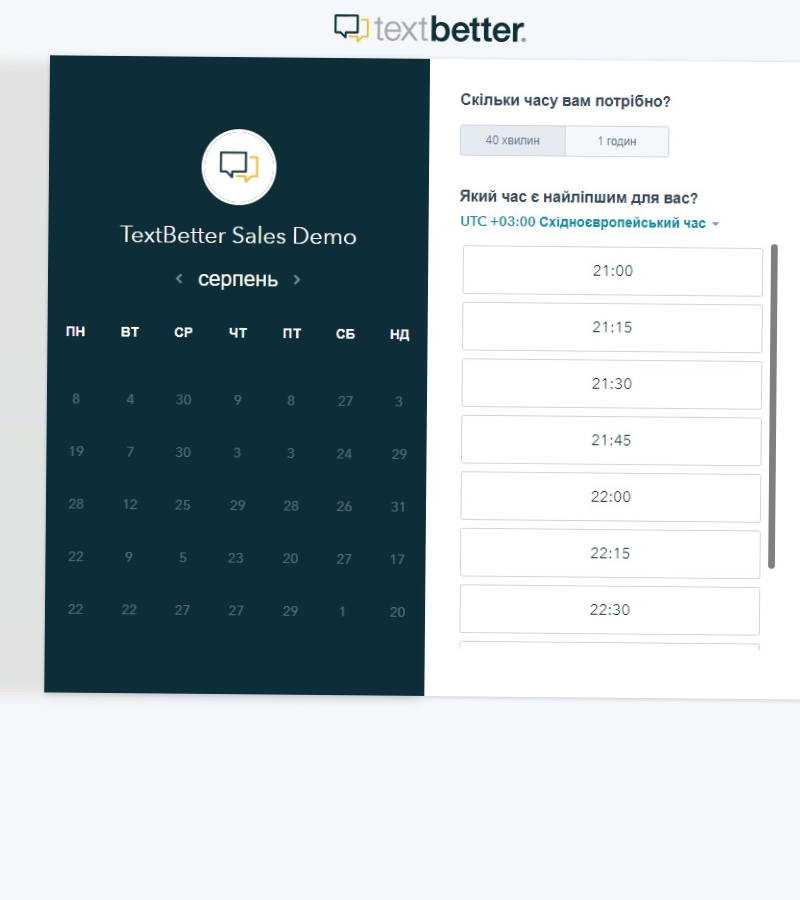 textbetter.
TextBetter Sales Demo
серпень
ПН ВТ СР ЧТ ПТ СБ НД
8 4 30 9 8 27 3
19 7 30 3 3 24 29
28 12 25 29 28 26 31
22 9 5 23 20 27 17
22 22 27 27 29 1 20
Скільки часу вам потрібно?
40 хвилин 1 годин
Який час є найліпшим для вас?
UTC +03:00 Східноєвропейський час
21:00
21:15
21:30
21:45
22:00
22:15
22:30